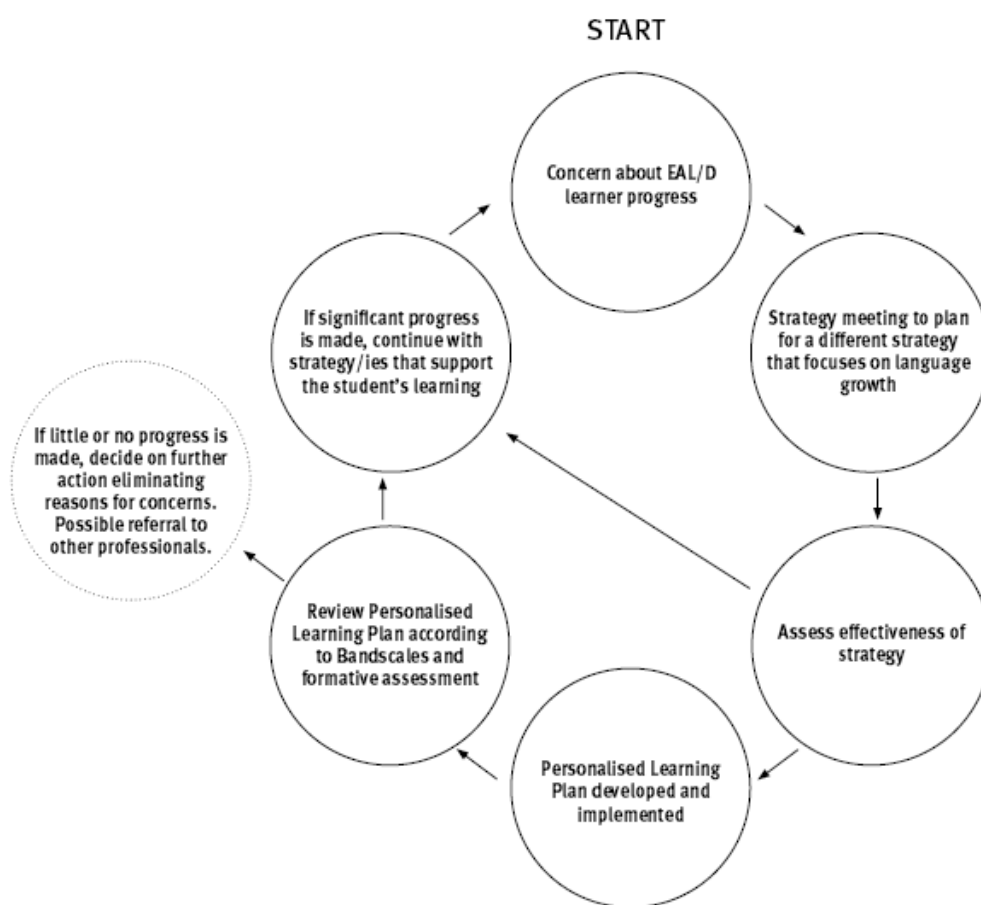 START
Concern about EAL/D
learner progress
Strategy meeting to plan
for a different strategy
that focuses on language
growth
Assess effectiveness of
strategy
Personalised Learning
Plan developed and
implemented
Review Personalised
Learning Plan according
to Bandscales and
formative assessment
If little or no progress is
made, decide on further
action eliminating
reasons for concerns.
Possible referral to
other professionals.
If significant progress
is made, continue with
strategy/ies that support
the student's learning